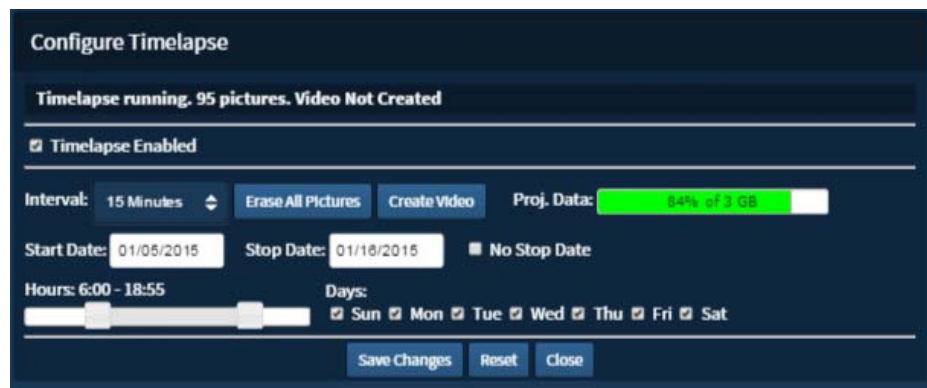 Configure Timelapse
Timelapse running. 95 pictures. Video Not Created
Timelapse Enabled
Interval: 15 Minutes Erase All Pictures Create Video Proj. Data: 84% of 3 GB
Start Date: 01/05/2015 Stop Date: 01/16/2015 No Stop Date
Hours: 6:00 - 18:55 Days:
Sun Mon Tue Wed Thu Fri Sat
Save Changes Reset Close